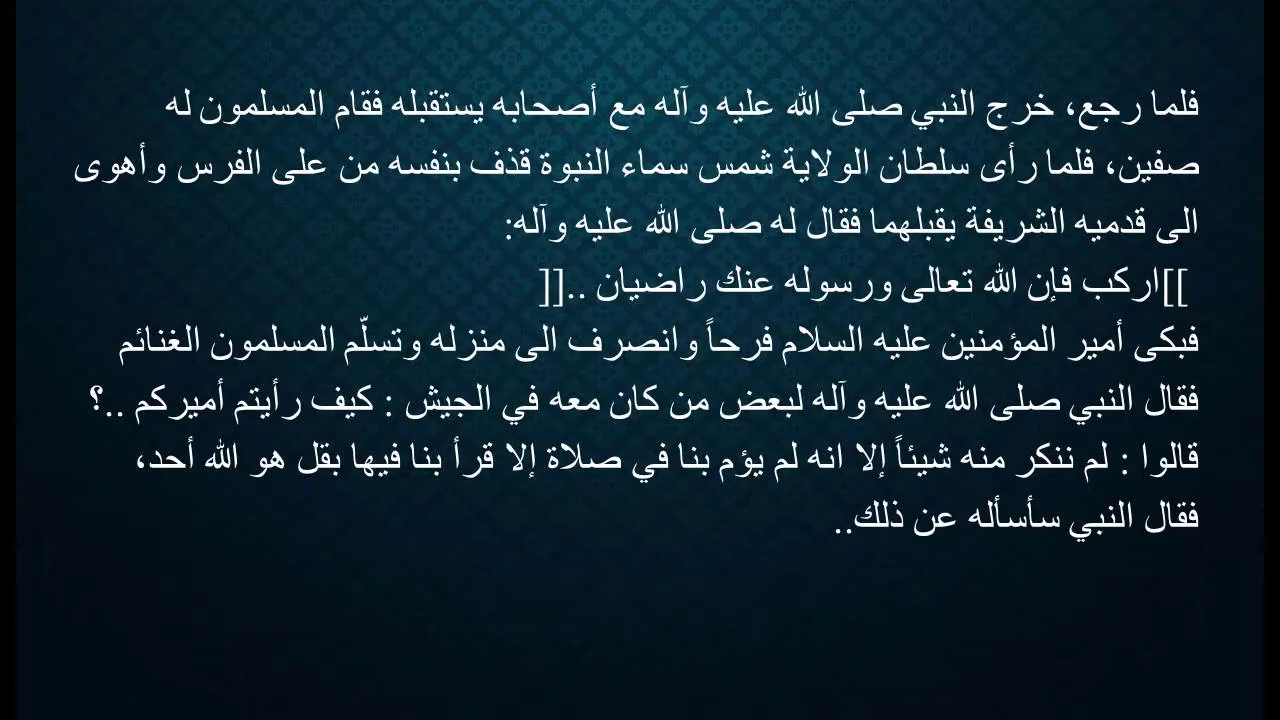 فلما رجع، خرج النبي صلى الله عليه وآله مع أصحابه يستقبله فقام المسلمون له
صفين، فلما رأى سلطان الولاية شمس سماء النبوة قذف بنفسه من على الفرس وأهوى
الى قدميه الشريفة يقبلهما فقال له صلى الله عليه وآله:
]]اركب فإن الله تعالى ورسوله عنك راضيان ..[[
فبكى أمير المؤمنين عليه السلام فرحاً وانصرف الى منزله وتسلّم المسلمون الغنائم
فقال النبي صلى الله عليه وآله لبعض من كان معه في الجيش : كيف رأيتم أميركم ..؟
قالوا : لم ننكر منه شيئاً إلا انه لم يؤم بنا في صلاة إلا قرأ بنا فيها بقل هو الله أحد،
فقال النبي سأسأله عن ذلك..